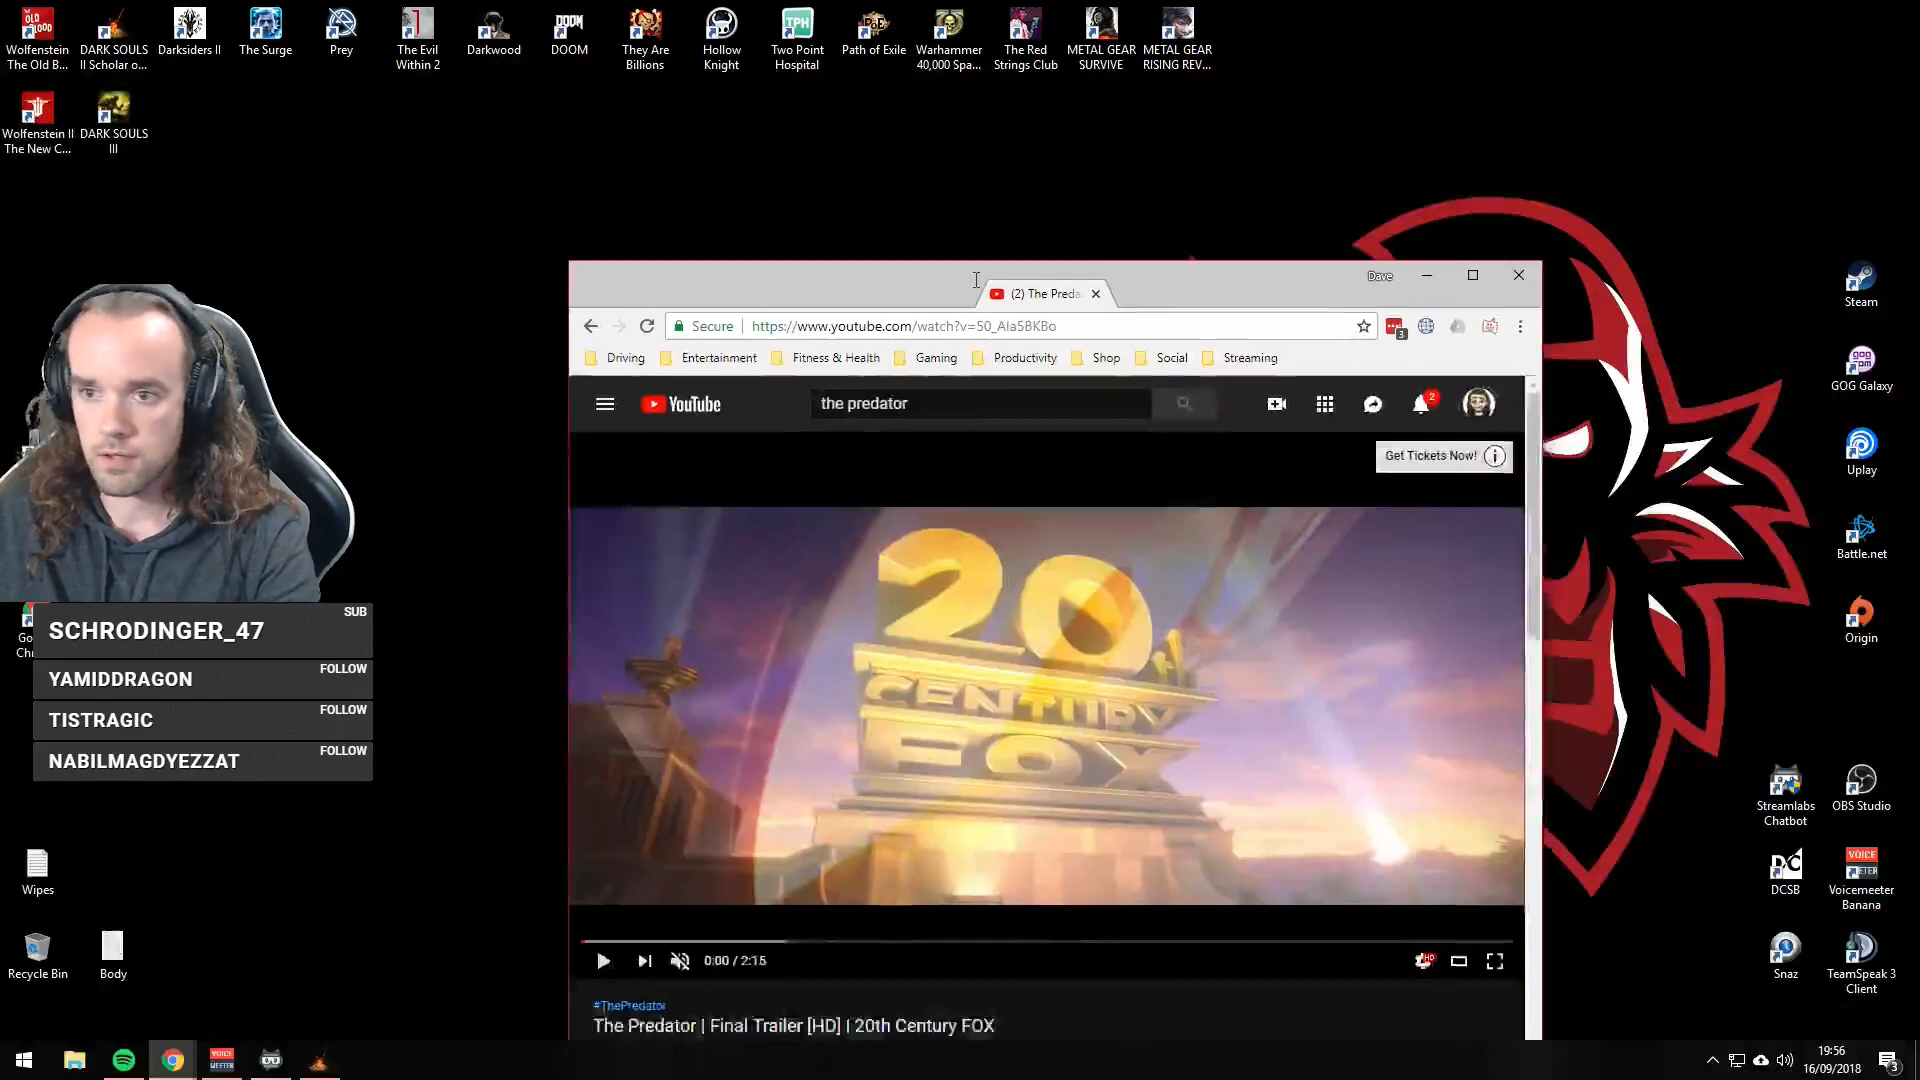 Wolfenstein The Old B...
DARK SOULS II Scholar o...
Darksiders II
The Surge
Prey
The Evil Within 2
Darkwood
DOOM
They Are Billions
Hollow Knight
Two Point Hospital
Path of Exile
Warhammer 40,000 Spa...
The Red Strings Club
METAL GEAR SURVIVE
METAL GEAR RISING REV...
Wolfenstein II The New C...
DARK SOULS III
Dave
(2) The Preda
Secure
https://www.youtube.com/watch?v=50_AIa5BKBo
3
Driving
Entertainment
Fitness & Health
Gaming
Productivity
Shop
Social
Streaming
YouTube
the predator
2
Get Tickets Now!
20th
CENTURY
FOX
0:00 / 2:15
HD
#ThePredator
The Predator | Final Trailer [HD] | 20th Century FOX
SUB
SCHRODINGER_47
FOLLOW
YAMIDDRAGON
FOLLOW
TISTRAGIC
FOLLOW
NABILMAGDYEZZAT
Wipes
Recycle Bin
Body
Steam
GOG Galaxy
Uplay
Battle.net
Origin
Streamlabs Chatbot
OBS Studio
DCSB
Voicemeeter Banana
Snaz
TeamSpeak 3 Client
19:56
16/09/2018
3